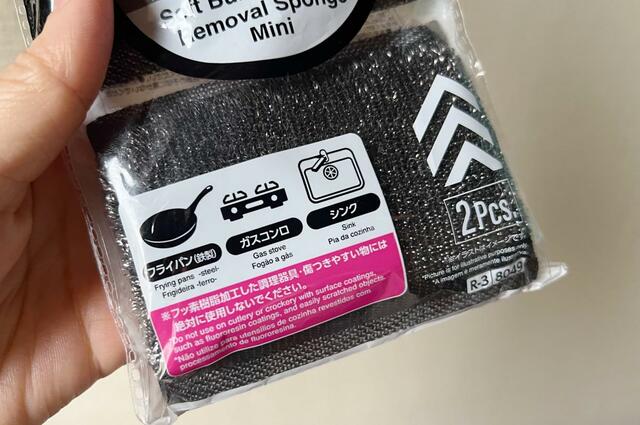 Removal Sponge
Mini
2Pcs.
フライパン(鉄製)
Frying pans -steel-
Frigideira -ferro-
ガスコンロ
Gas stove
Fogão a gás
シンク
Sink
Pia da cozinha
※フッ素樹脂加工した調理器具・傷つきやすい物には
絶対に使用しないでください。
*Do not use on cutlery or crockery with surface coatings,
such as fluororesin coatings, and easily scratched objects.
*Não utilize para utensílios de cozinha revestidos com
processamento de fluororesina.
*Picture is for illustrative purposes only.
*A imagem é meramente ilustrativa.
R-3